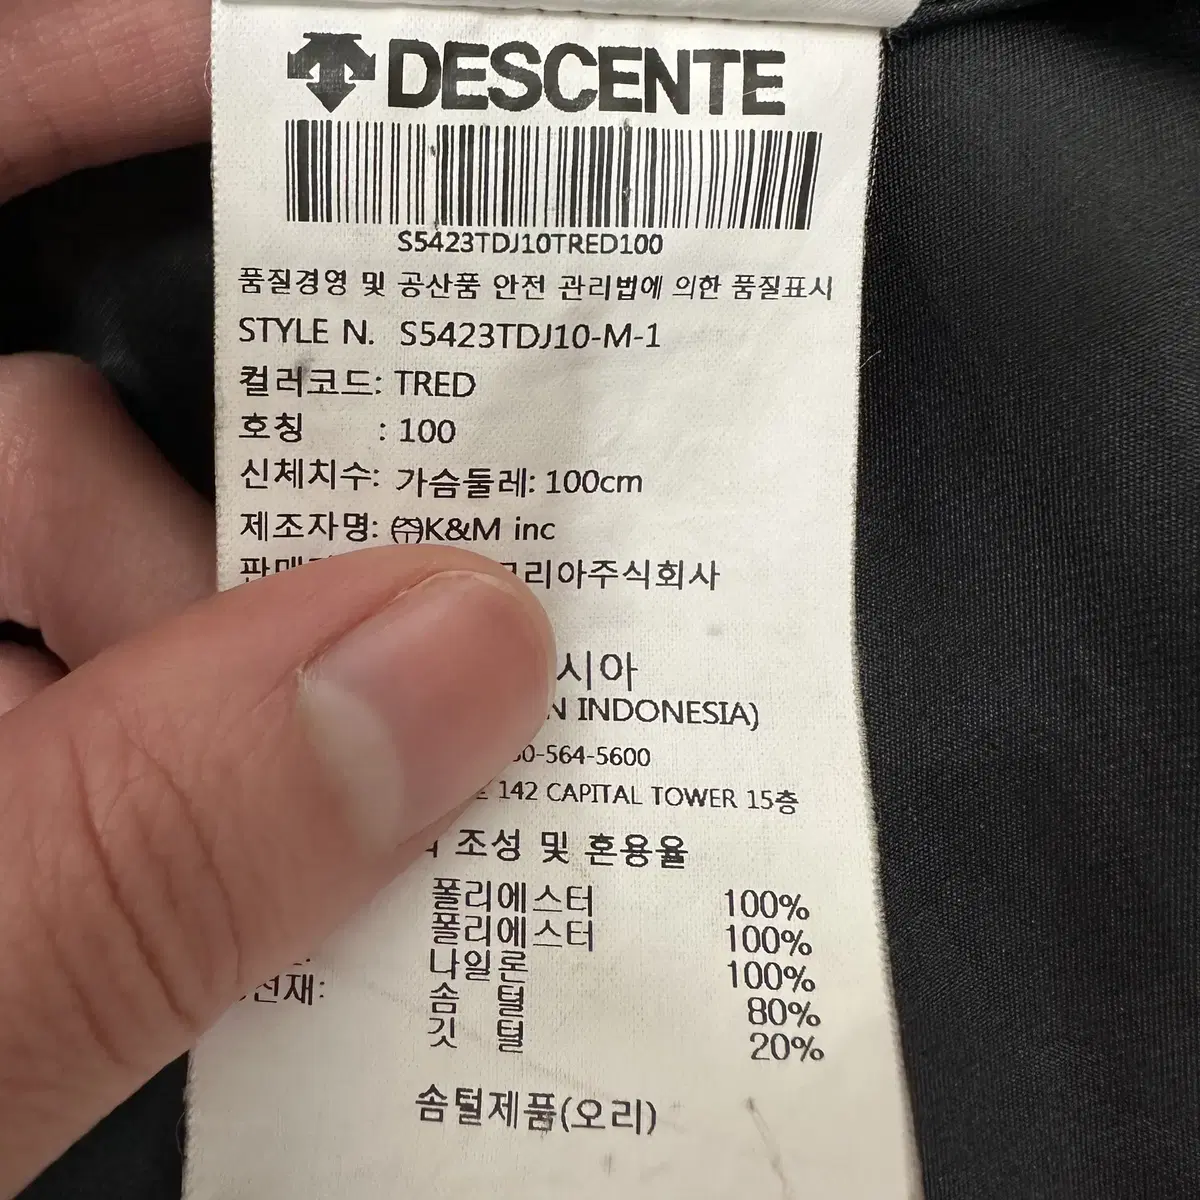 DESCENTE
S5423TDJ10TRED100
품질경영 및 공산품 안전 관리법에 의한 품질표시
STYLE N. S5423TDJ10-M-1
컬러코드: TRED
호칭 : 100
신체치수: 가슴둘레: 100cm
제조자명: ㈜K&M inc
코리아주식회사
시아
INDONESIA)
0-564-5600
142 CAPITAL TOWER 15층
조성 및 혼용율
폴리에스터 100%
폴리에스터 100%
나일론 100%
솜 털 80%
깃 털 20%
솜털제품(오리)